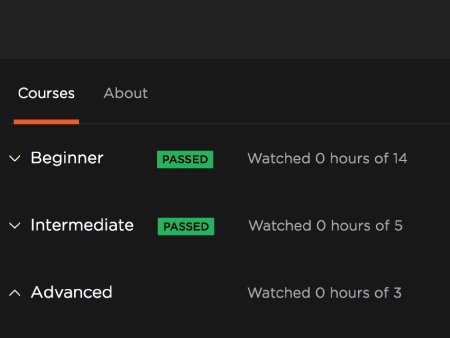 Courses About
Beginner PASSED Watched 0 hours of 14
Intermediate PASSED Watched 0 hours of 5
Advanced Watched 0 hours of 3